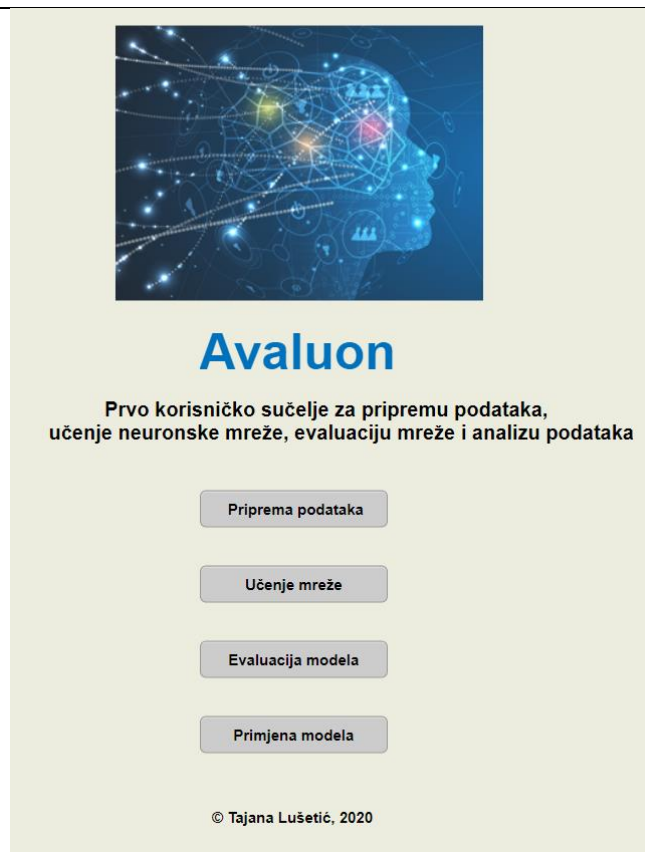 Avaluon
Prvo korisničko sučelje za pripremu podataka,
učenje neuronske mreže, evaluaciju mreže i analizu podataka
Priprema podataka
Učenje mreže
Evaluacija modela
Primjena modela
© Tajana Lušetić, 2020